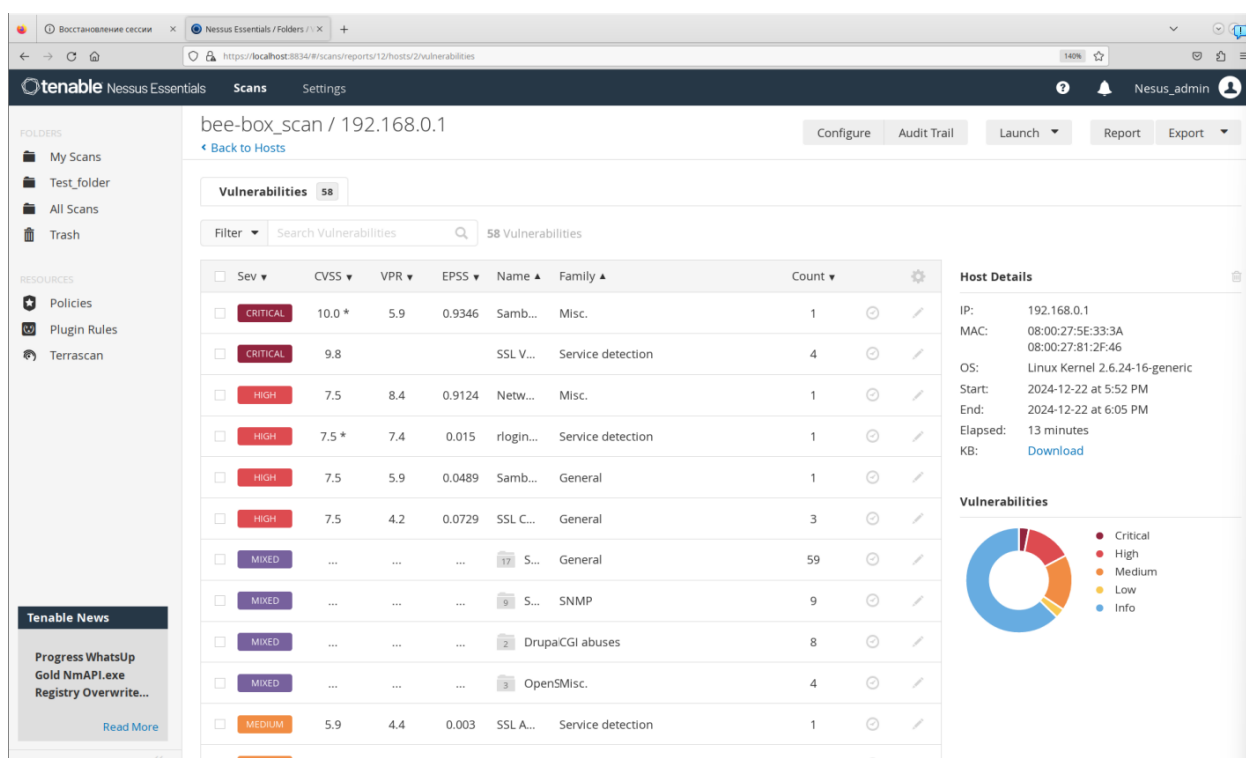 Восстановление сессии
Nessus Essentials / Folders / \
https://localhost:8834/#/scans/reports/12/hosts/2/vulnerabilities
140%
tenable Nessus Essentials
Scans
Settings
Nesus_admin
FOLDERS
My Scans
Test_folder
All Scans
Trash
RESOURCES
Policies
Plugin Rules
Terrascan
Tenable News
Progress WhatsUp
Gold NmAPI.exe
Registry Overwrite...
Read More
bee-box_scan / 192.168.0.1
Back to Hosts
Configure Audit Trail Launch Report Export
Vulnerabilities 58
Filter Search Vulnerabilities 58 Vulnerabilities
Sev CVSS VPR EPSS Name Family Count
CRITICAL 10.0 * 5.9 0.9346 Samb... Misc. 1
CRITICAL 9.8 SSL V... Service detection 4
HIGH 7.5 8.4 0.9124 Netw... Misc. 1
HIGH 7.5 * 7.4 0.015 rlogin... Service detection 1
HIGH 7.5 5.9 0.0489 Samb... General 1
HIGH 7.5 4.2 0.0729 SSL C... General 3
MIXED ... ... ... 17 S... General 59
MIXED ... ... ... 9 S... SNMP 9
MIXED ... ... ... 2 Drupa CGI abuses 8
MIXED ... ... ... 3 OpenS Misc. 4
MEDIUM 5.9 4.4 0.003 SSL A... Service detection 1
Host Details
IP: 192.168.0.1
MAC: 08:00:27:5E:33:3A
08:00:27:81:2F:46
OS: Linux Kernel 2.6.24-16-generic
Start: 2024-12-22 at 5:52 PM
End: 2024-12-22 at 6:05 PM
Elapsed: 13 minutes
KB: Download
Vulnerabilities
Critical
High
Medium
Low
Info